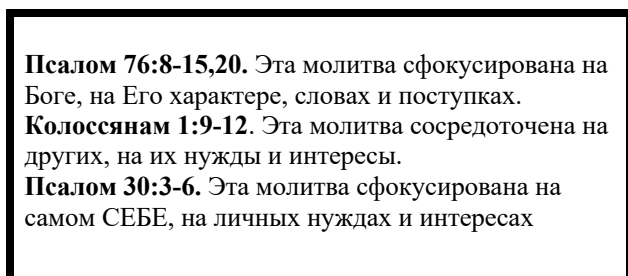 Псалом 76:8-15,20. Эта молитва сфокусирована на
Боге, на Его характере, словах и поступках.
Колоссянам 1:9-12. Эта молитва сосредоточена на
других, на их нужды и интересы.
Псалом 30:3-6. Эта молитва сфокусирована на
самом СЕБЕ, на личных нуждах и интересах